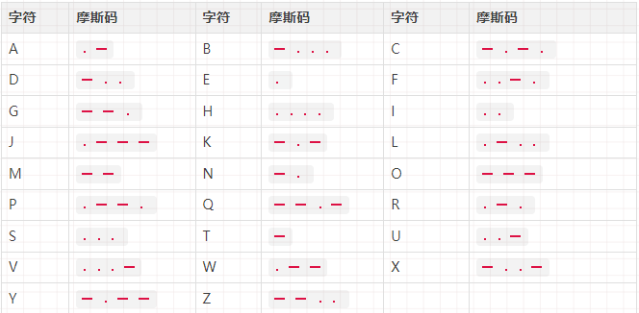 字符 摩斯码 字符 摩斯码 字符 摩斯码
A . — B — . . . C — . — .
D — . . E . F . . — .
G — — . H . . . . I . .
J . — — — K — . — L . — . .
M — — N — . O — — —
P . — — . Q — — . — R . — .
S . . . T — U . . —
V . . . — W . — — X — . . —
Y — . — — Z — — . .